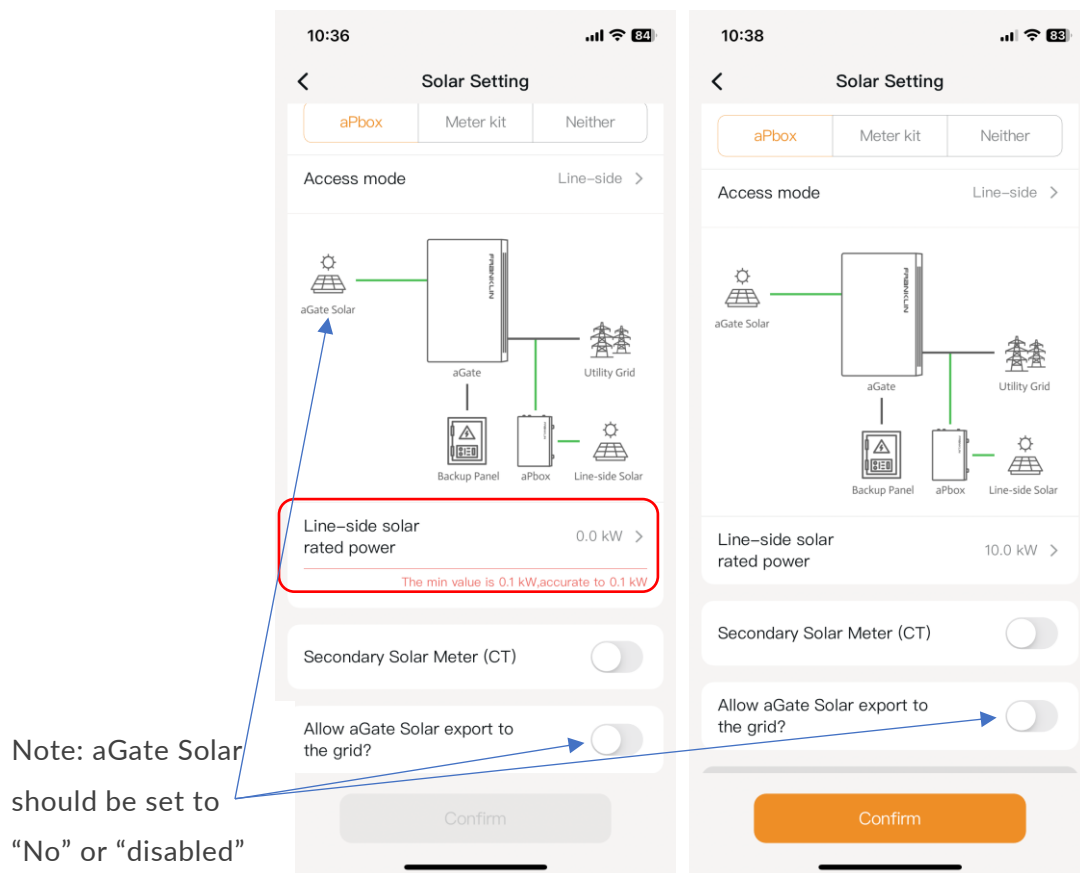 10:36
84
Solar Setting
aPbox
Meter kit
Neither
Access mode
Line-side
FRANKLIN
aGate Solar
aGate
Utility Grid
Backup Panel
aPbox
Line-side Solar
Line-side solar
rated power
0.0 kW
The min value is 0.1 kW,accurate to 0.1 kW
Secondary Solar Meter (CT)
Allow aGate Solar export to
the grid?
Confirm
10:38
83
Solar Setting
aPbox
Meter kit
Neither
Access mode
Line-side
FRANKLIN
aGate Solar
aGate
Utility Grid
Backup Panel
aPbox
Line-side Solar
Line-side solar
rated power
10.0 kW
Secondary Solar Meter (CT)
Allow aGate Solar export to
the grid?
Confirm
Note: aGate Solar
should be set to
“No” or “disabled”